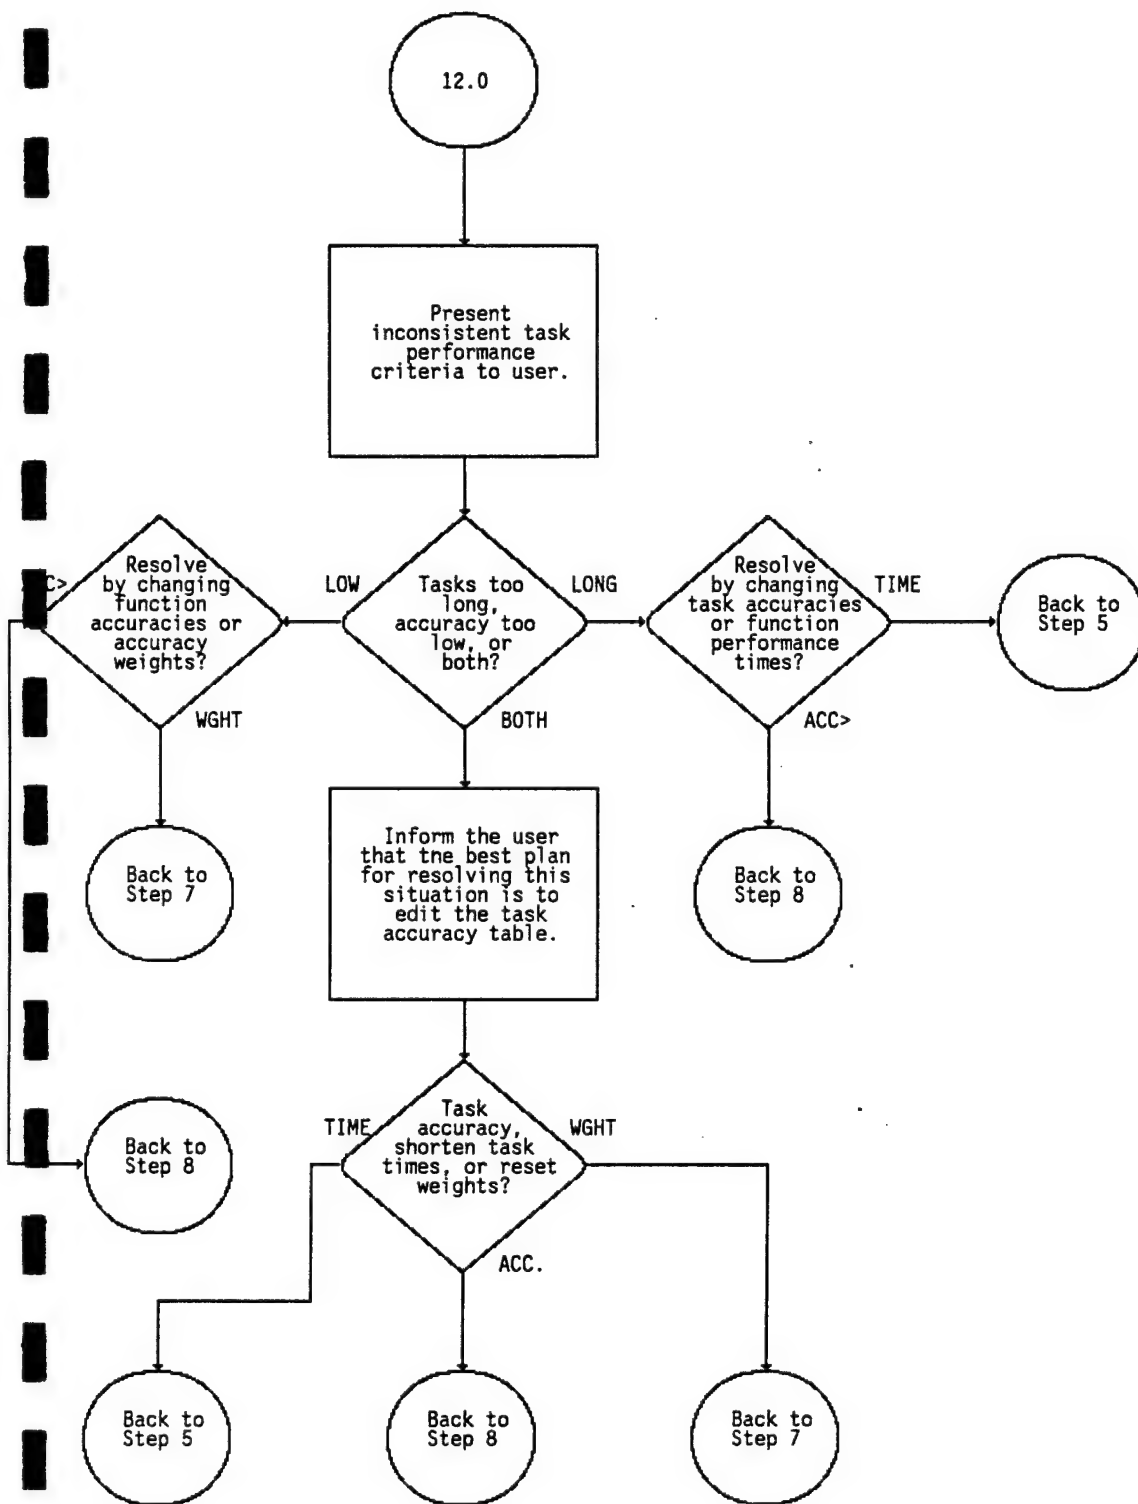 12.0
Present
inconsistent task
performance
criteria to user.
C>
Resolve
by changing
function
accuracies or
accuracy
weights?
LOW
Tasks too
long,
accuracy too
low, or
both?
LONG
Resolve
by changing
task accuracies
or function
performance
times?
TIME
Back to
Step 5
WGHT
BOTH
ACC>
Back to
Step 7
Inform the user
that the best plan
for resolving this
situation is to
edit the task
accuracy table.
Back to
Step 8
Back to
Step 8
TIME
Task
accuracy,
shorten task
times, or reset
weights?
WGHT
ACC.
Back to
Step 5
Back to
Step 8
Back to
Step 7